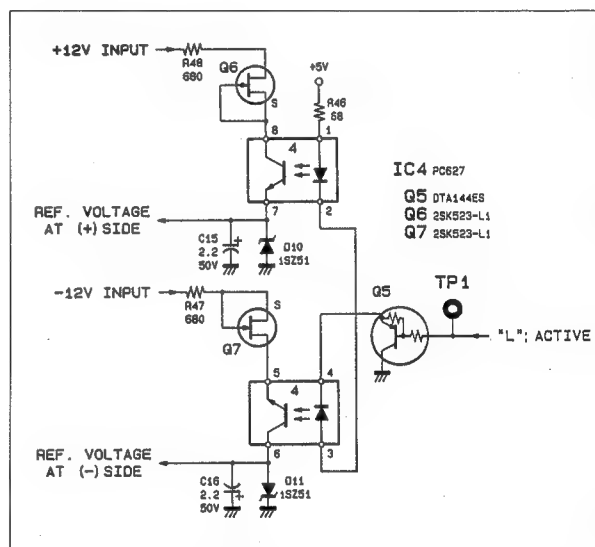 +12V INPUT
R48
680
Q6
S
+5V
R46
68
8
1
4
7
2
IC4 PC627
Q5 DTA144ES
Q6 2SK523-L1
Q7 2SK523-L1
REF. VOLTAGE
AT (+) SIDE
C15
2.2
50V
D10
1SZ51
-12V INPUT
R47
680
S
Q7
Q5
TP1
"L"; ACTIVE
5
4
4
6
3
REF. VOLTAGE
AT (-) SIDE
C16
2.2
50V
D11
1SZ51